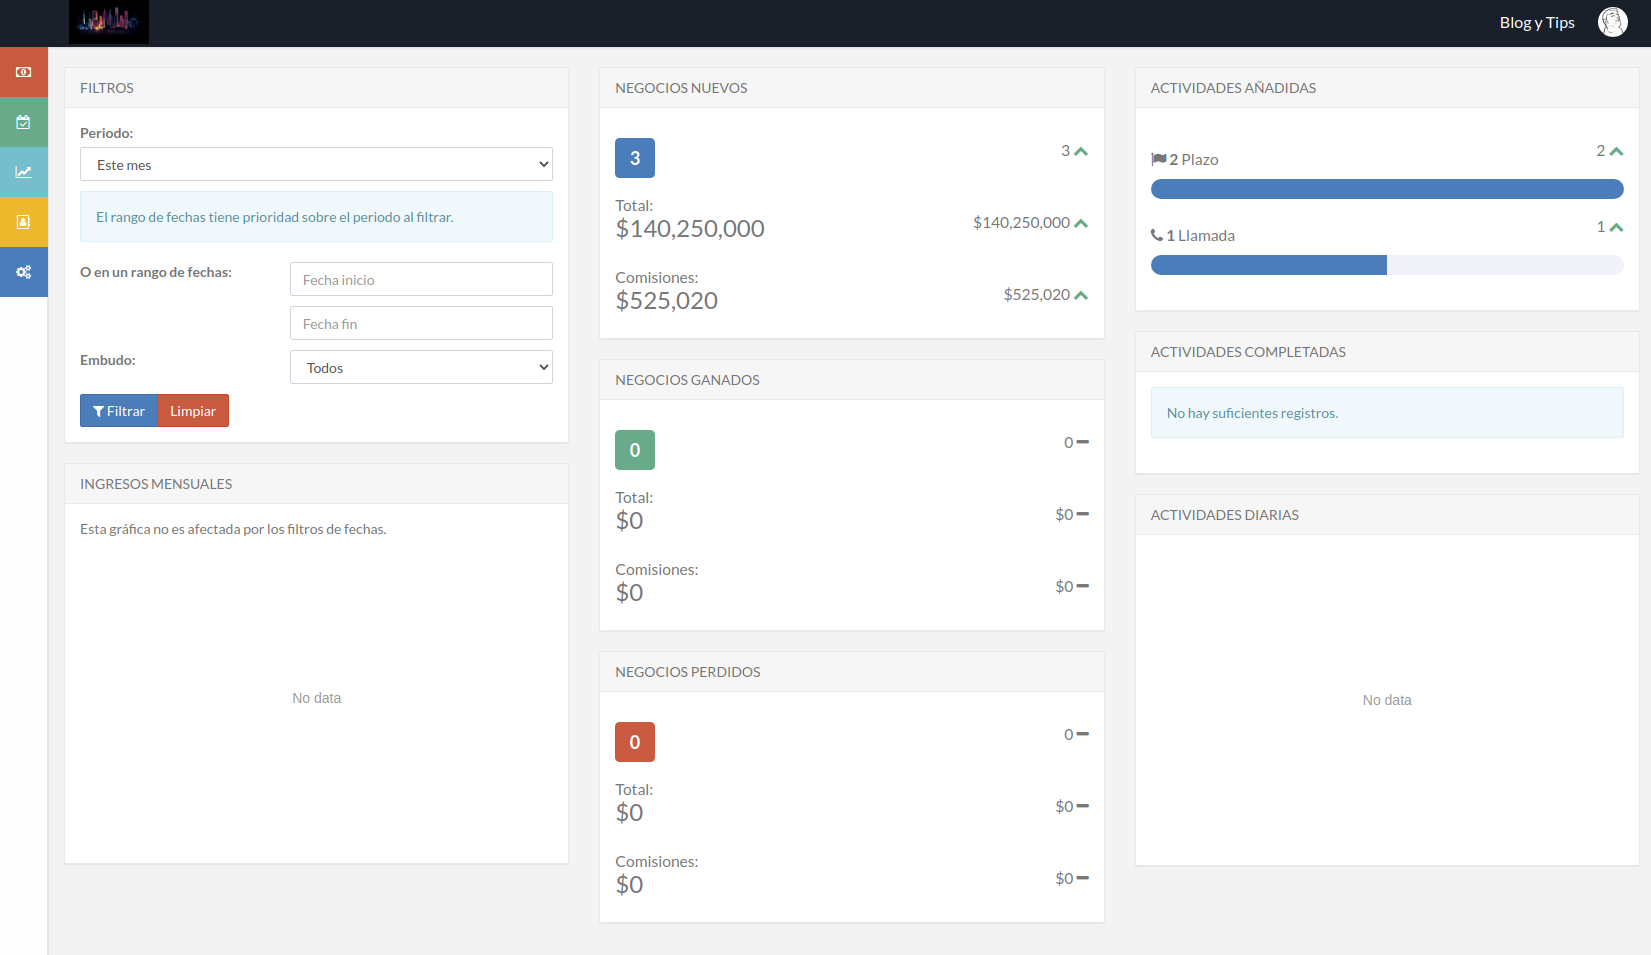 Blog y Tips
FILTROS
Periodo:
Este mes
El rango de fechas tiene prioridad sobre el periodo al filtrar.
O en un rango de fechas:
Fecha inicio
Fecha fin
Embudo:
Todos
Filtrar
Limpiar
INGRESOS MENSUALES
Esta gráfica no es afectada por los filtros de fechas.
No data
NEGOCIOS NUEVOS
3
3
Total:
$140,250,000
$140,250,000
Comisiones:
$525,020
$525,020
NEGOCIOS GANADOS
0
0
Total:
$0
$0
Comisiones:
$0
$0
NEGOCIOS PERDIDOS
0
0
Total:
$0
$0
Comisiones:
$0
$0
ACTIVIDADES AÑADIDAS
2 Plazo
2
1 Llamada
1
ACTIVIDADES COMPLETADAS
No hay suficientes registros.
ACTIVIDADES DIARIAS
No data